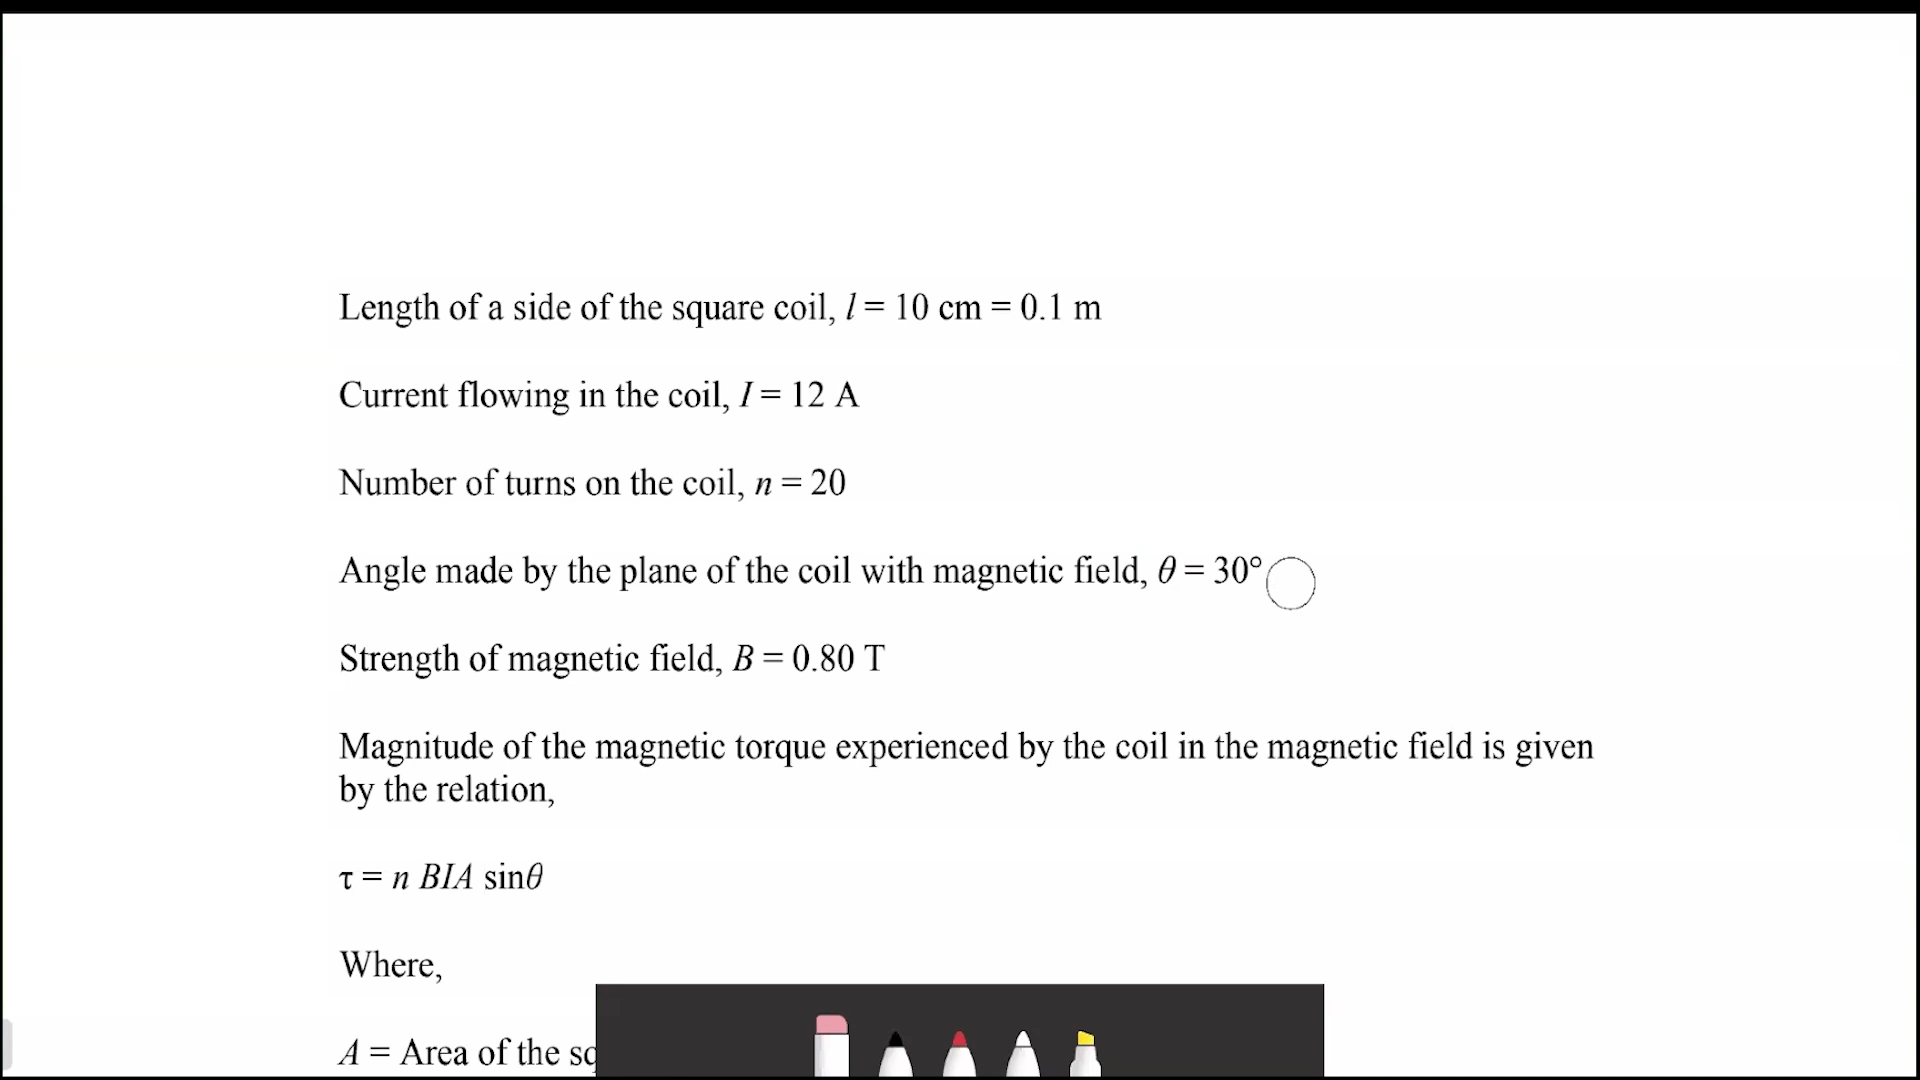 Length of a side of the square coil, l = 10 cm = 0.1 m
Current flowing in the coil, I = 12 A
Number of turns on the coil, n = 20
Angle made by the plane of the coil with magnetic field, θ = 30°
Strength of magnetic field, B = 0.80 T
Magnitude of the magnetic torque experienced by the coil in the magnetic field is given
by the relation,
τ = n BIA sinθ
Where,
A = Area of the